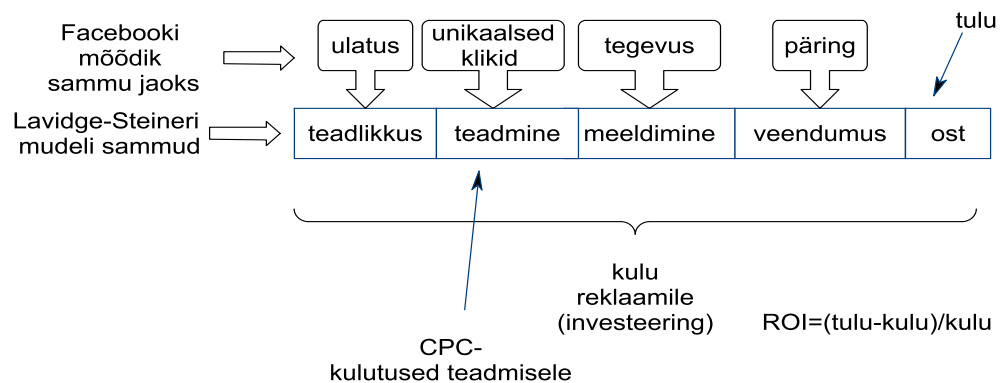 Facebooki
mõõdik
sammu jaoks
ulatus
unikaalsed
klikid
tegevus
päring
tulu
Lavidge-Steineri
mudeli sammud
teadlikkus
teadmine
meeldimine
veendumus
ost
kulu
reklaamile
(investeering)
ROI=(tulu-kulu)/kulu
CPC-
kulutused teadmisele